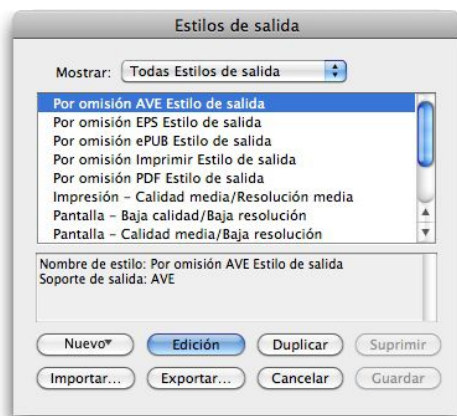 Estilos de salida
Mostrar: Todas Estilos de salida
Por omisión AVE Estilo de salida
Por omisión EPS Estilo de salida
Por omisión ePUB Estilo de salida
Por omisión Imprimir Estilo de salida
Por omisión PDF Estilo de salida
Impresión – Calidad media/Resolución media
Pantalla – Baja calidad/Baja resolución
Pantalla – Calidad media/Baja resolución
Nombre de estilo: Por omisión AVE Estilo de salida
Soporte de salida: AVE
Nuevo Edición Duplicar Suprimir
Importar... Exportar... Cancelar Guardar